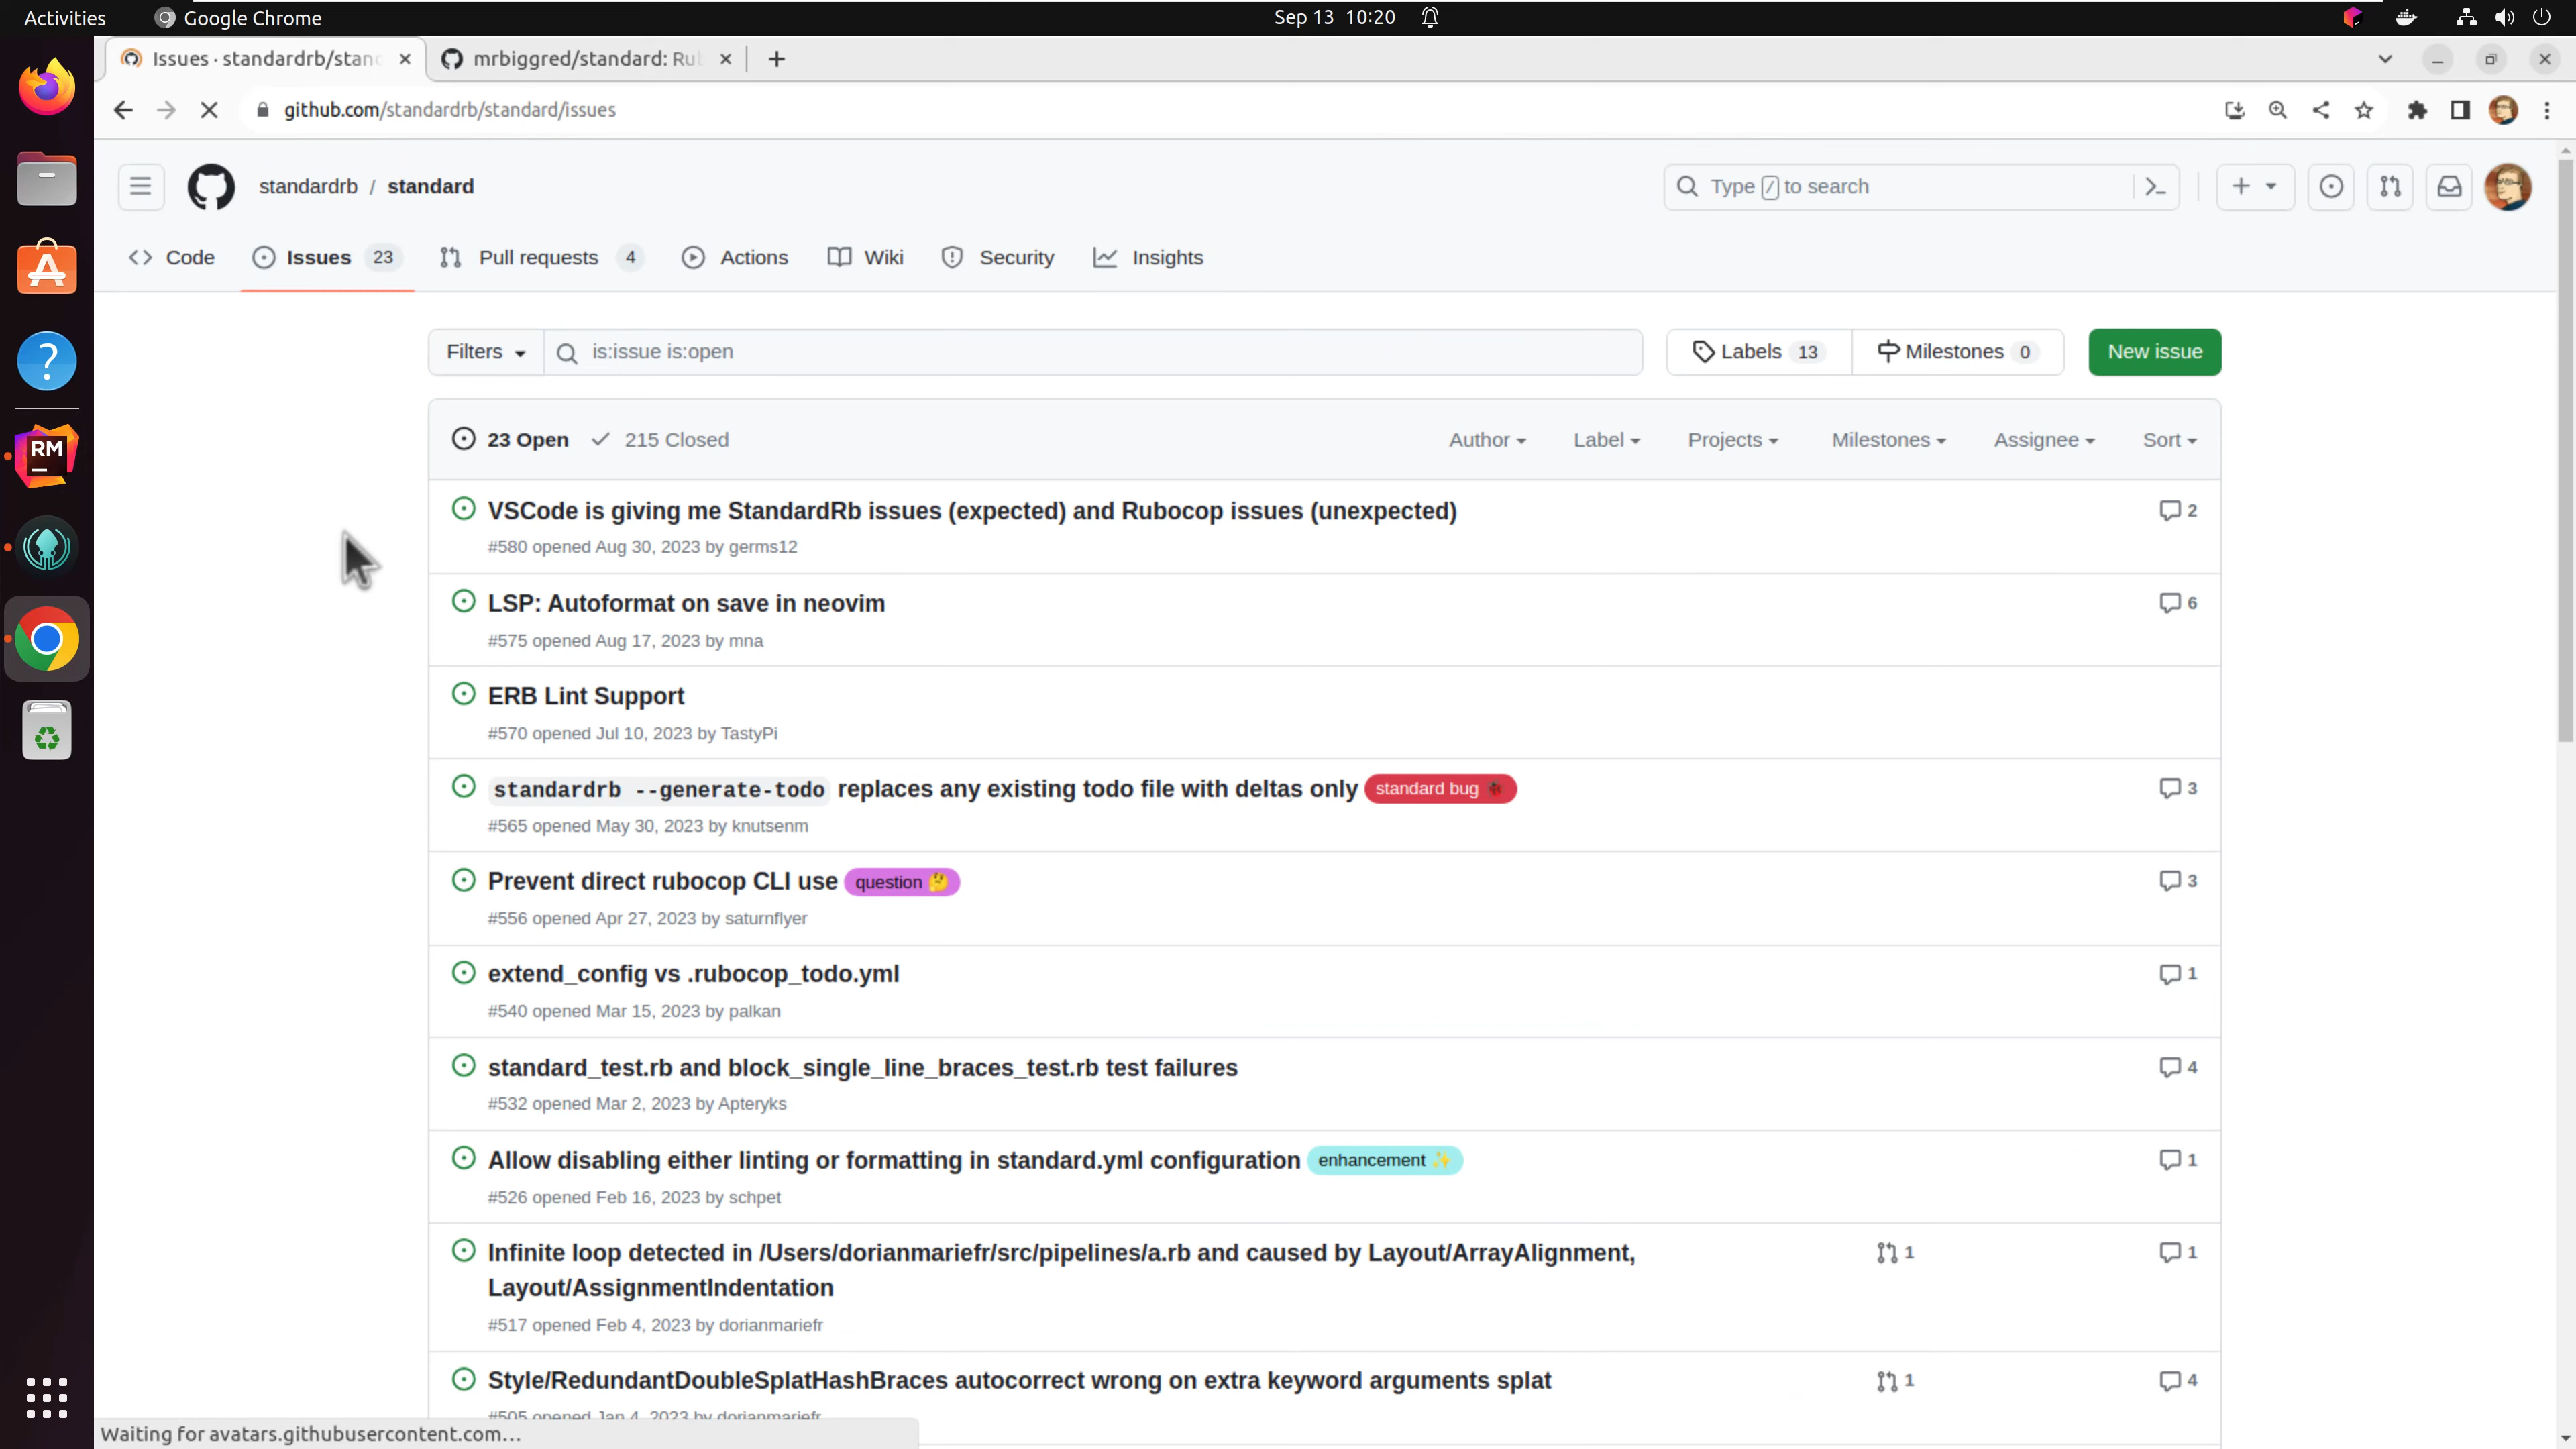 Activities Google Chrome Sep 13 10:20
Issues · standardrb/stan mrbiggred/standard: Ru
github.com/standardrb/standard/issues
standardrb / standard Type / to search
Code Issues 23 Pull requests 4 Actions Wiki Security Insights
Filters is:issue is:open Labels 13 Milestones 0 New issue
23 Open 215 Closed Author Label Projects Milestones Assignee Sort
VSCode is giving me StandardRb issues (expected) and Rubocop issues (unexpected) 2
#580 opened Aug 30, 2023 by germs12
LSP: Autoformat on save in neovim 6
#575 opened Aug 17, 2023 by mna
ERB Lint Support
#570 opened Jul 10, 2023 by TastyPi
standardrb --generate-todo replaces any existing todo file with deltas only standard bug 🐞 3
#565 opened May 30, 2023 by knutsenm
Prevent direct rubocop CLI use question 🤔 3
#556 opened Apr 27, 2023 by saturnflyer
extend_config vs .rubocop_todo.yml 1
#540 opened Mar 15, 2023 by palkan
standard_test.rb and block_single_line_braces_test.rb test failures 4
#532 opened Mar 2, 2023 by Apteryks
Allow disabling either linting or formatting in standard.yml configuration enhancement ✨ 1
#526 opened Feb 16, 2023 by schpet
Infinite loop detected in /Users/dorianmariefr/src/pipelines/a.rb and caused by Layout/ArrayAlignment, 1 1
Layout/AssignmentIndentation
#517 opened Feb 4, 2023 by dorianmariefr
Style/RedundantDoubleSplatHashBraces autocorrect wrong on extra keyword arguments splat 1 4
#505 opened Jan 4, 2023 by dorianmariefr
Waiting for avatars.githubusercontent.com...
RM